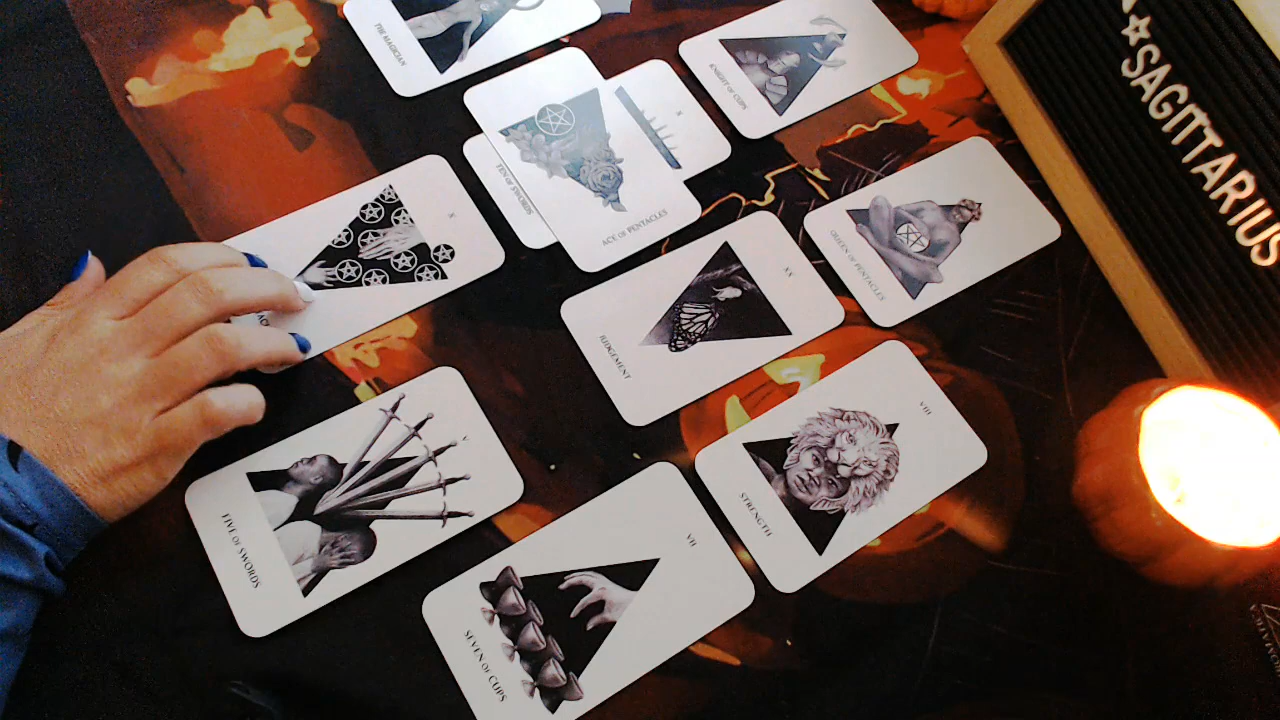 THE MAGICIAN
KNIGHT OF CUPS
★SAGITTARIUS
X
TEN OF SWORDS
ACE OF PENTACLES
QUEEN OF PENTACLES
XX
JUDGEMENT
VIII
STRENGTH
V
FIVE OF SWORDS
VII
SEVEN OF CUPS